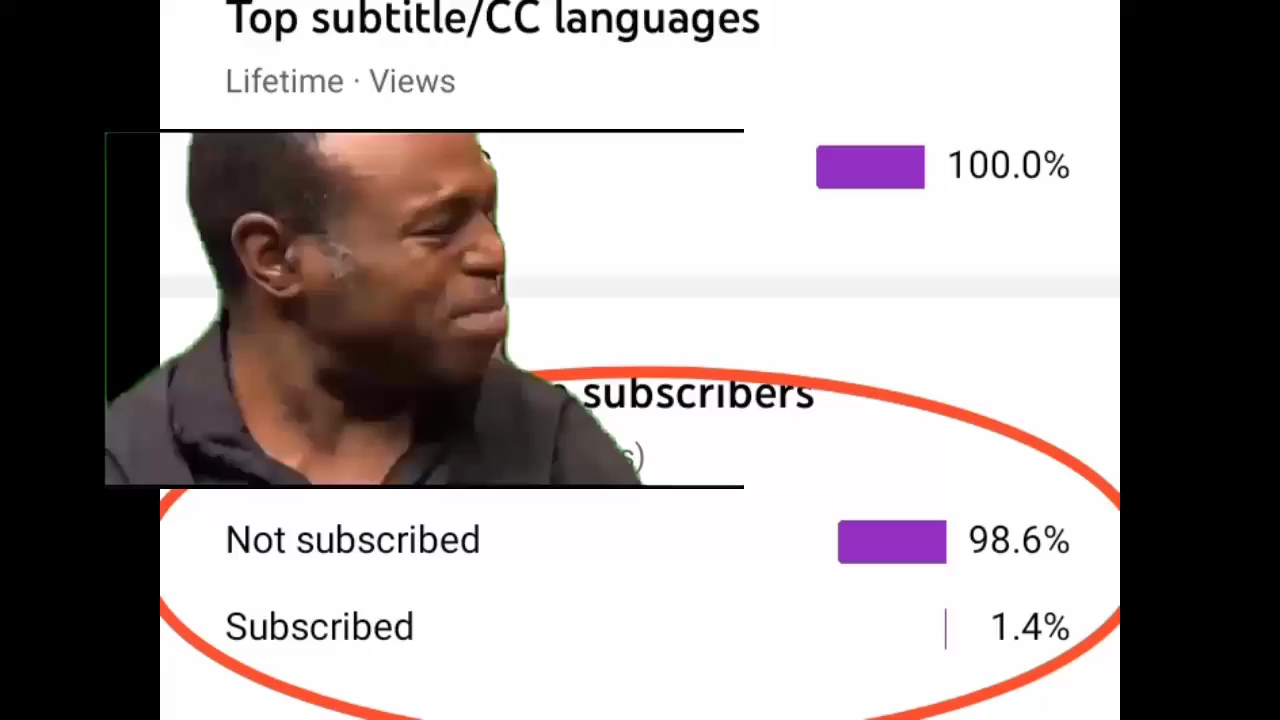 Top subtitle/CC languages
Lifetime · Views
100.0%
subscribers
s)
Not subscribed
98.6%
Subscribed
1.4%